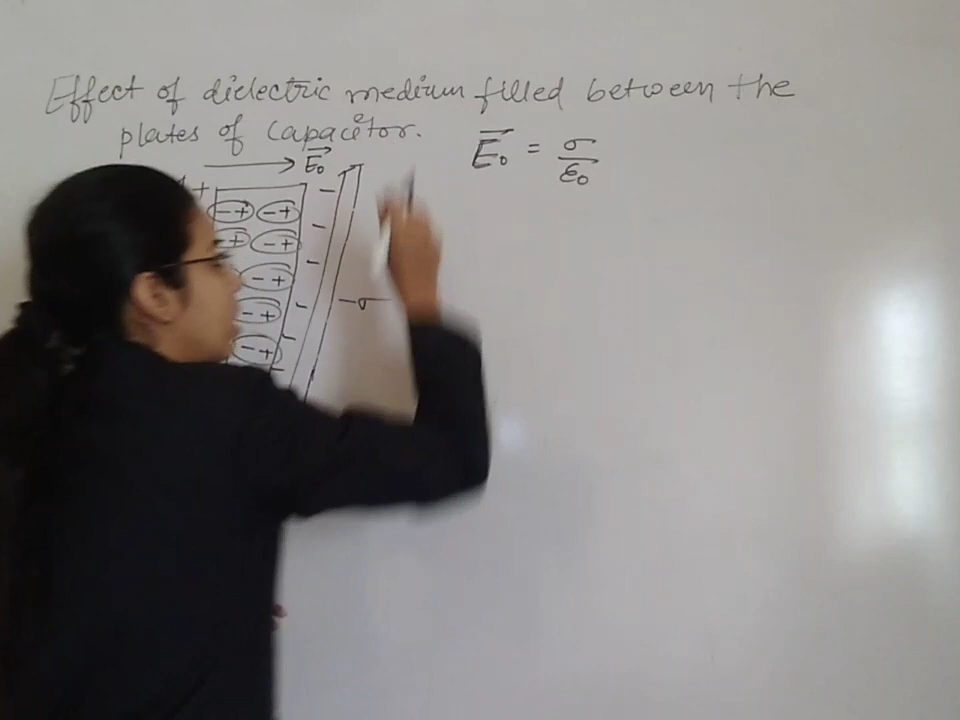 Effect of dielectric medium filled between the
plates of capacitor.
E₀ = σ/ε₀
E₀
+ − 
− + − +
+ − + −
− + −
− + − −σ
− + −
−